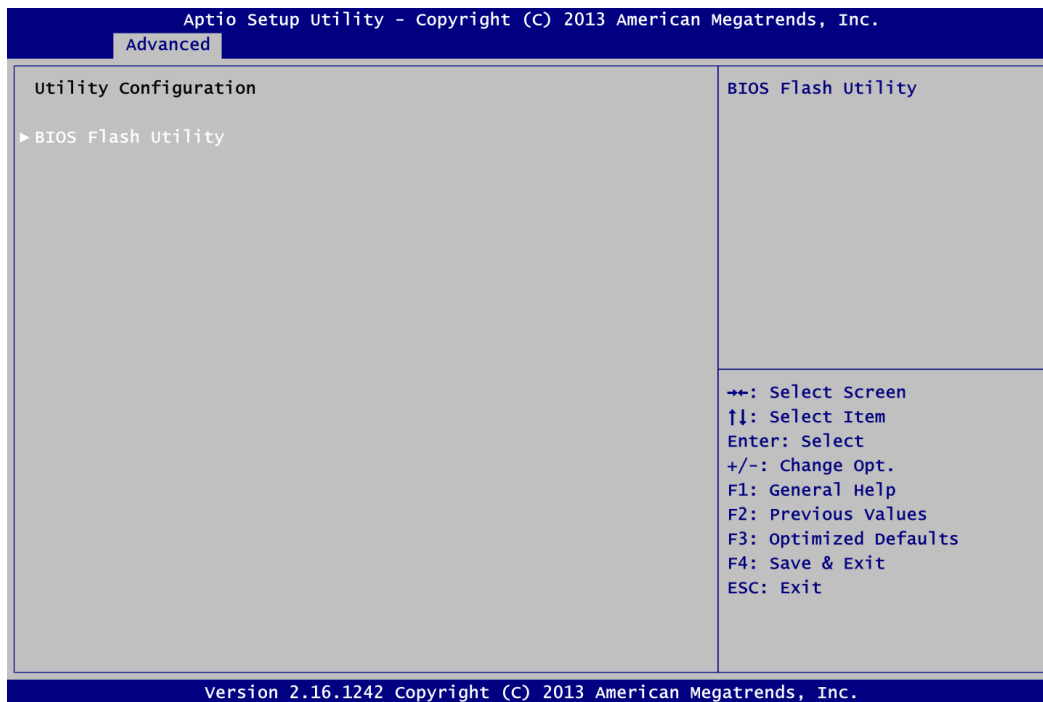 Aptio Setup Utility - Copyright (C) 2013 American Megatrends, Inc.
Advanced
Utility Configuration
► BIOS Flash Utility
BIOS Flash Utility
→←: Select Screen
↑↓: Select Item
Enter: Select
+/-: Change Opt.
F1: General Help
F2: Previous Values
F3: Optimized Defaults
F4: Save & Exit
ESC: Exit
Version 2.16.1242 Copyright (C) 2013 American Megatrends, Inc.